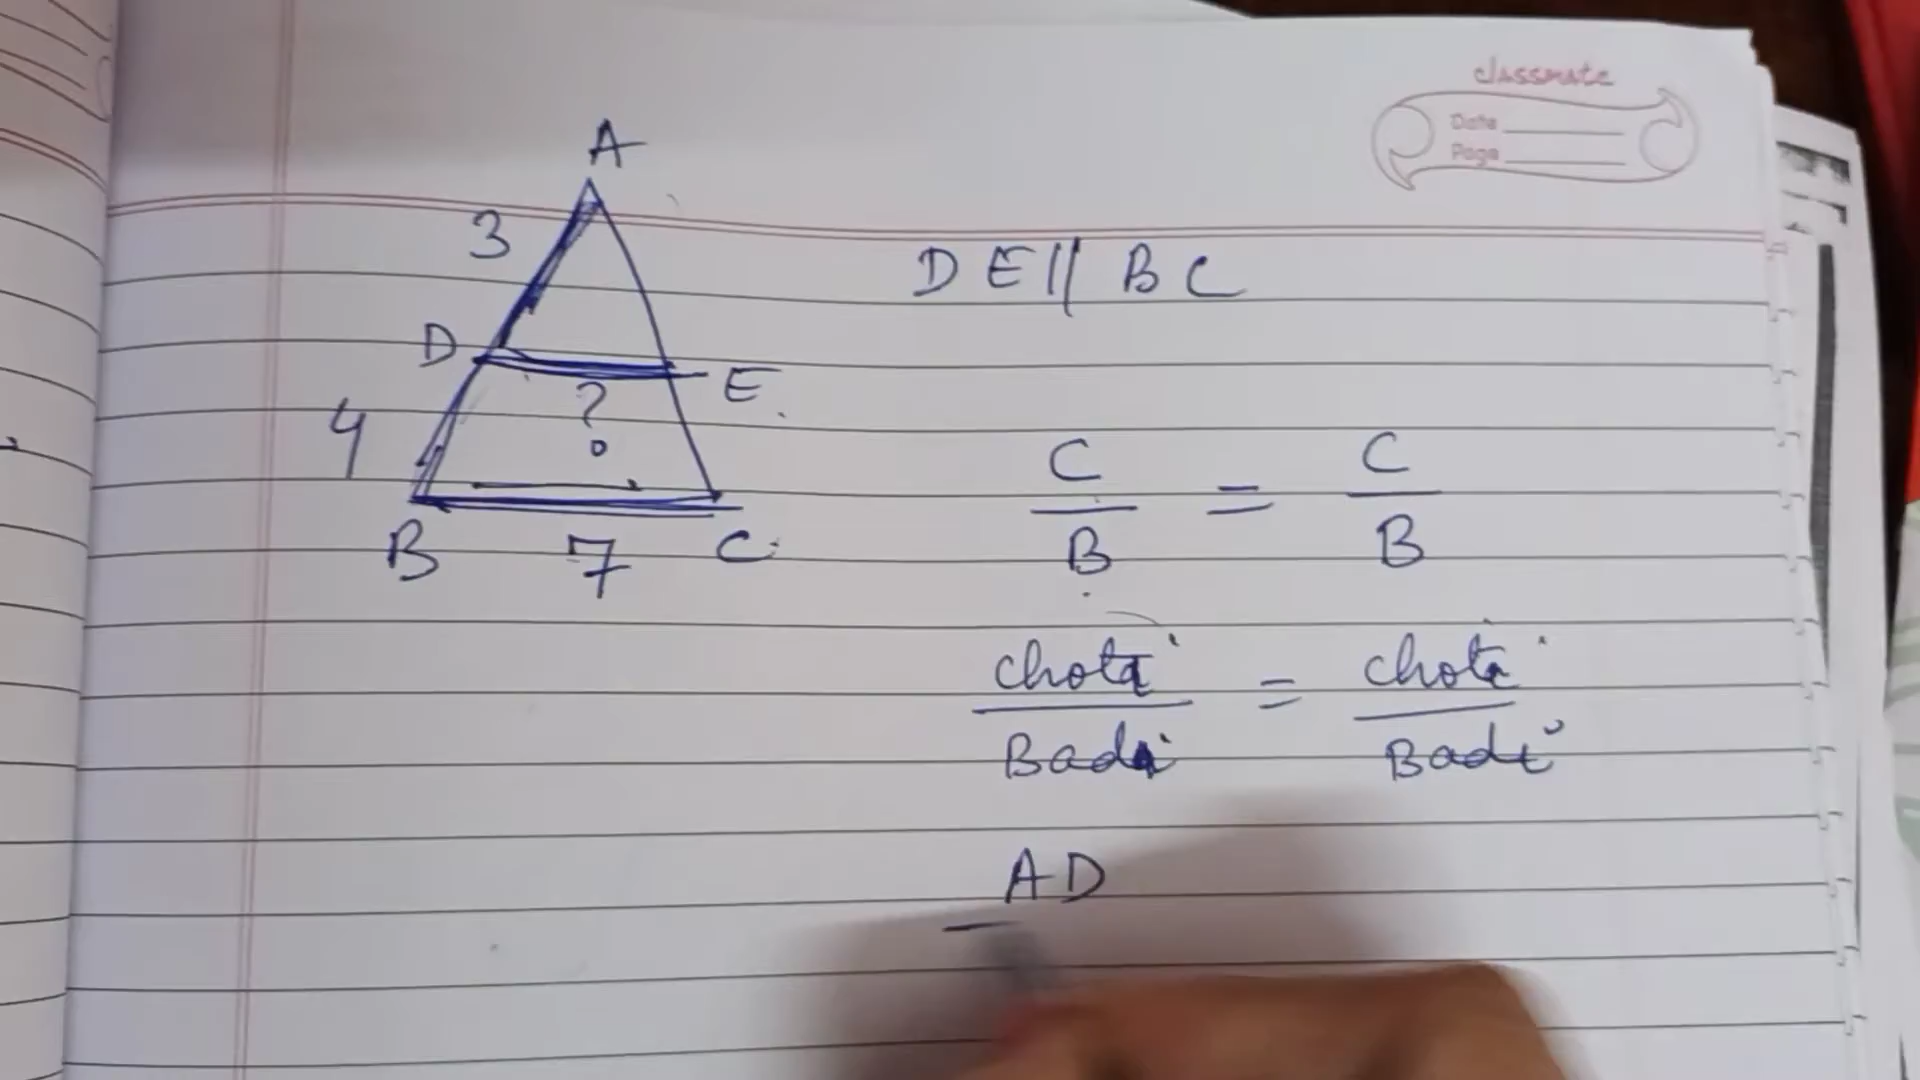 classmate
Date
Page
A
3
DE || BC
D
E
?
4
B
7
C
C = C
B B
chota = chota
Badi Badi
AD